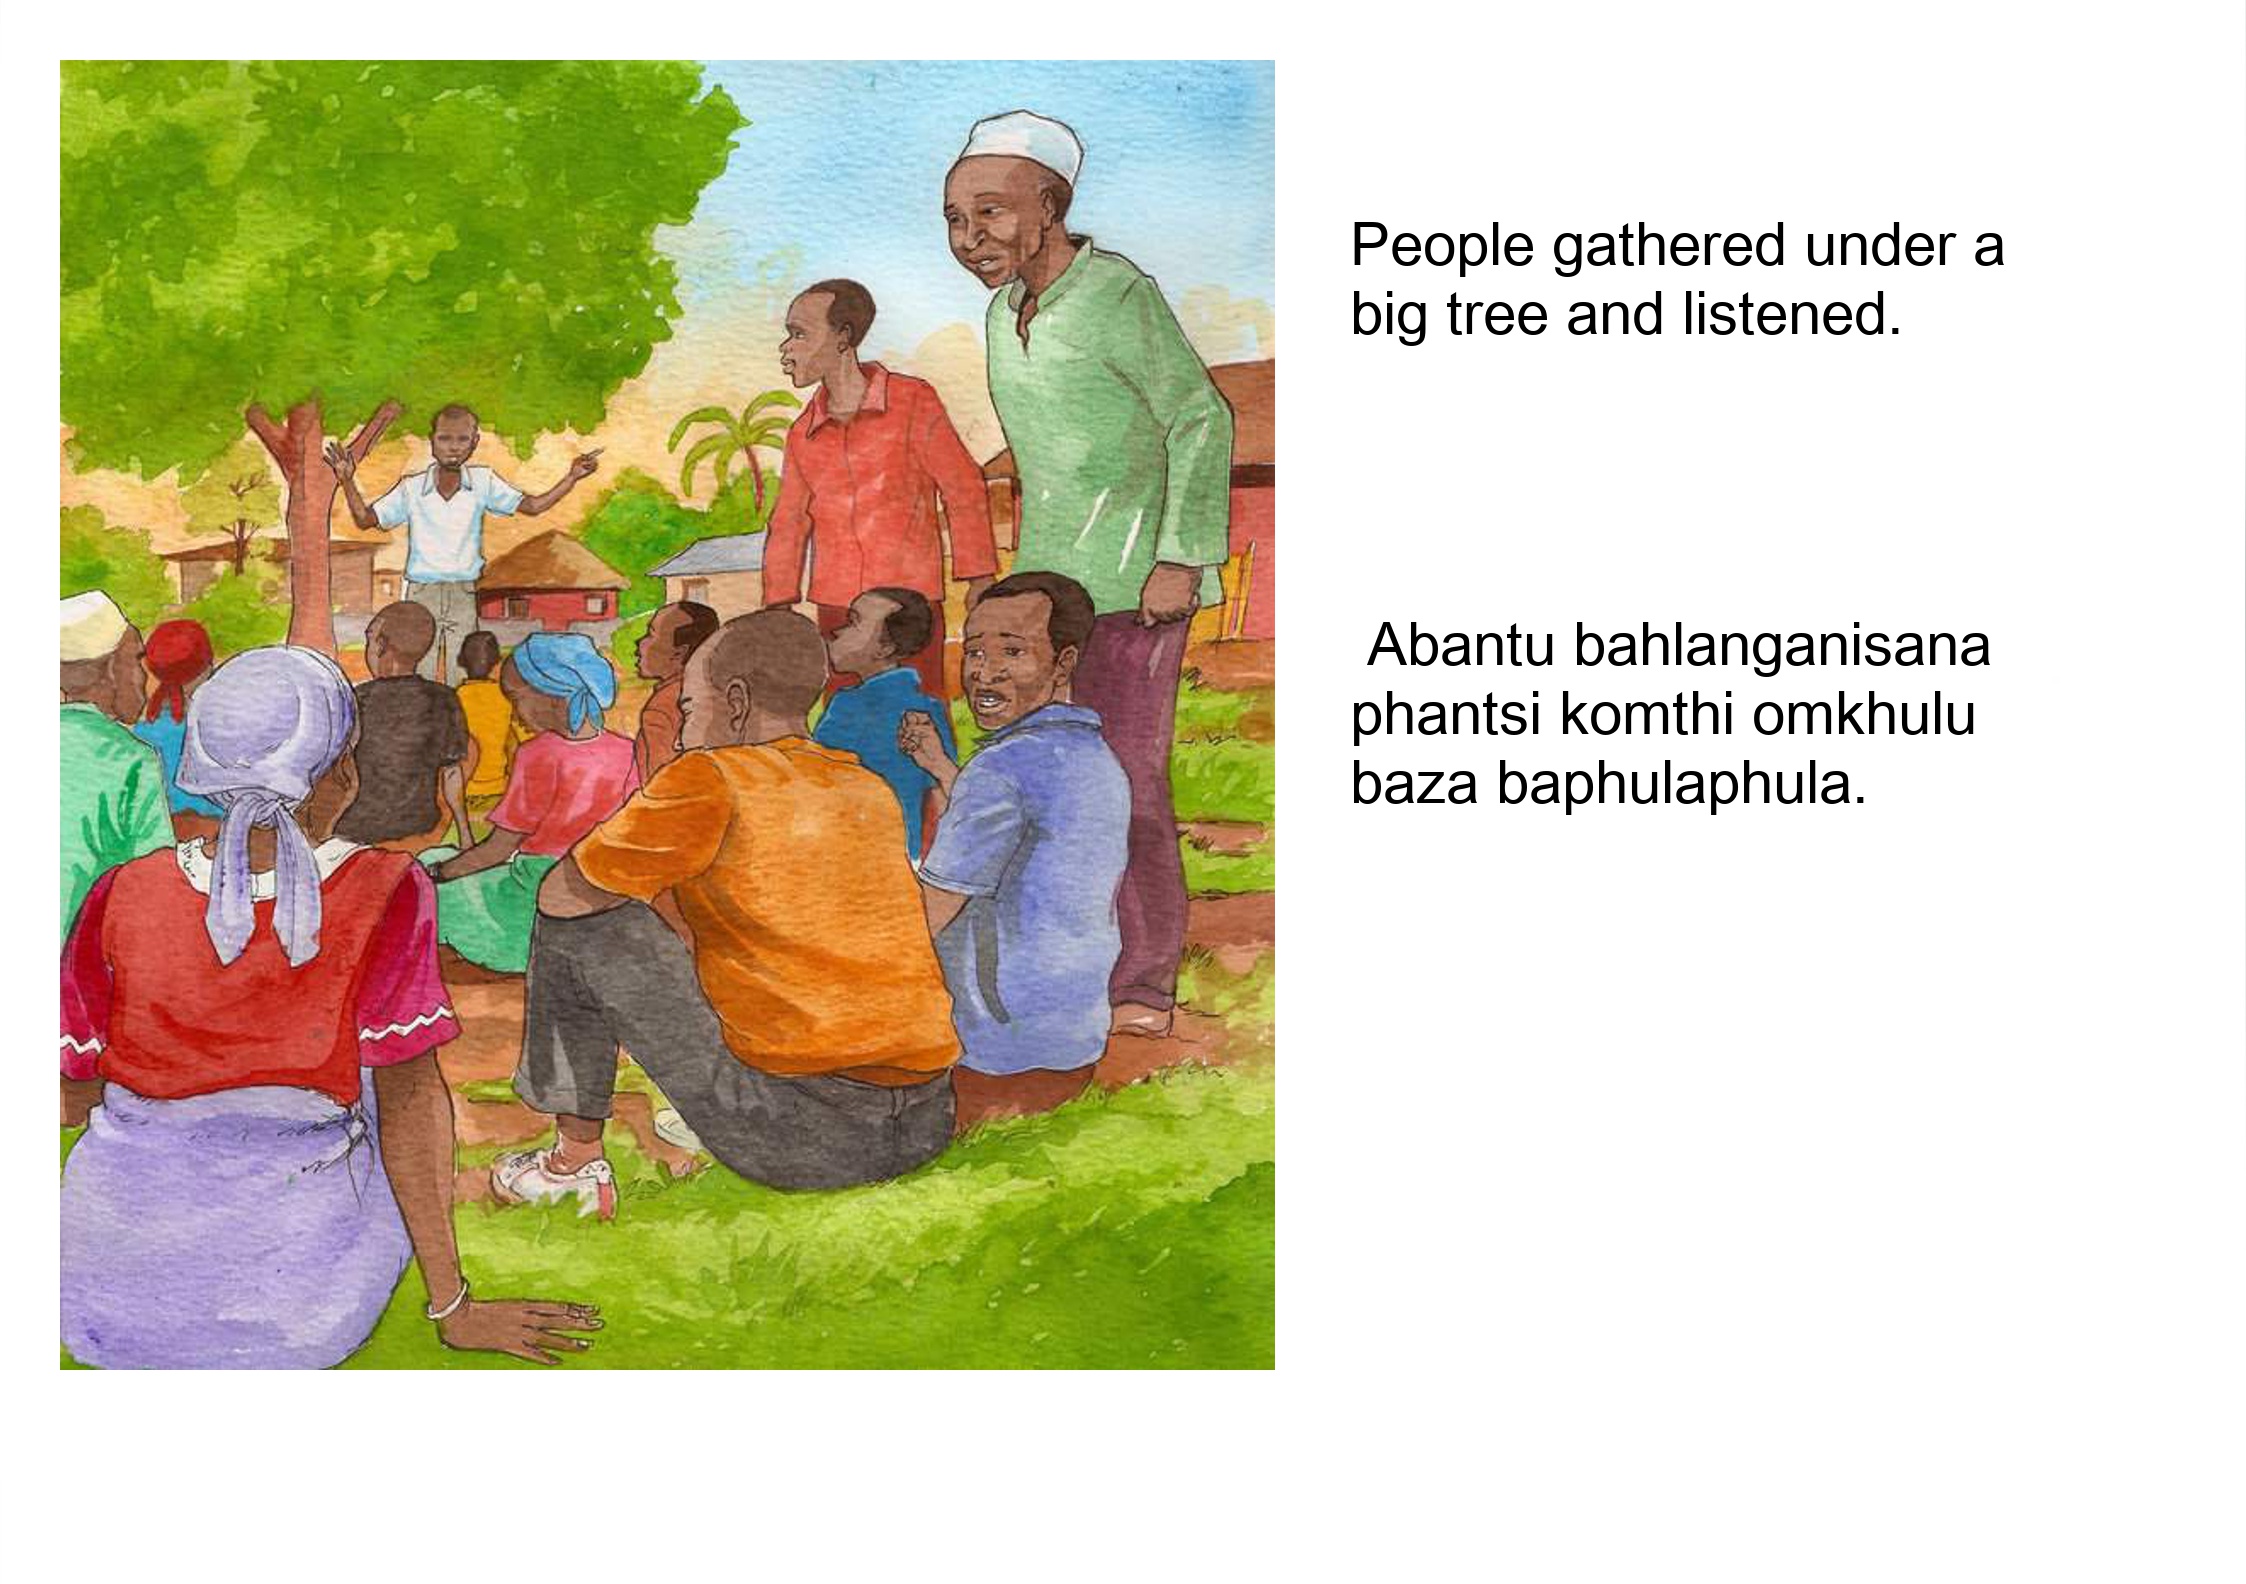 People gathered under a
big tree and listened.
Abantu bahlanganisana
phantsi komthi omkhulu
baza baphulaphula.